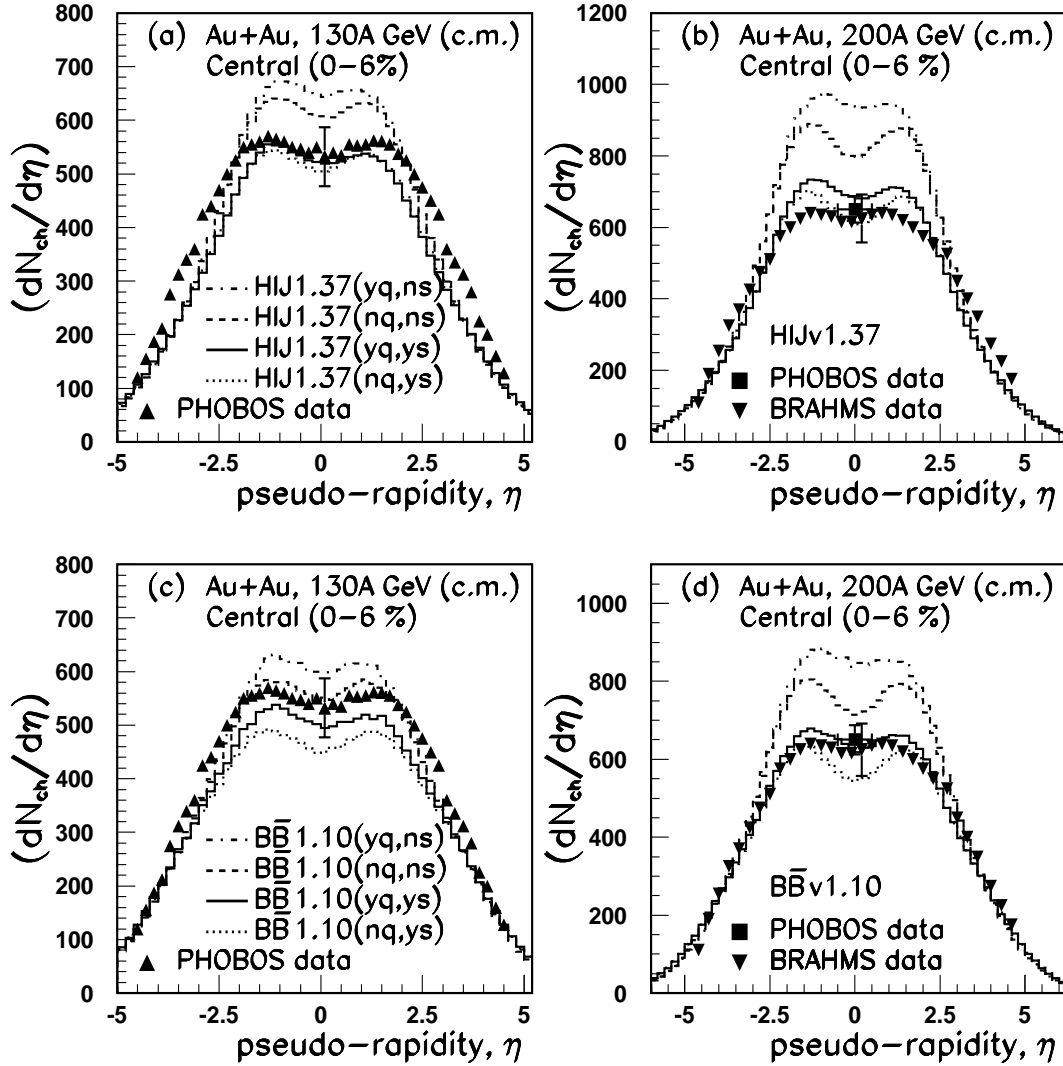 (a) Au+Au, 130A GeV (c.m.)
Central (0-6%)
800
700
600
500
400
300
200
100
0
(dN_ch/dη)
HIJ1.37(yq,ns)
HIJ1.37(nq,ns)
HIJ1.37(yq,ys)
HIJ1.37(nq,ys)
PHOBOS data
-5 -2.5 0 2.5 5
pseudo-rapidity, η
(b) Au+Au, 200A GeV (c.m.)
Central (0-6 %)
1200
1000
800
600
400
200
0
(dN_ch/dη)
HIJv1.37
PHOBOS data
BRAHMS data
-5 -2.5 0 2.5 5
pseudo-rapidity, η
(c) Au+Au, 130A GeV (c.m.)
Central (0-6 %)
800
700
600
500
400
300
200
100
0
(dN_ch/dη)
BB̅ 1.10(yq,ns)
BB̅ 1.10(nq,ns)
BB̅ 1.10(yq,ys)
BB̅ 1.10(nq,ys)
PHOBOS data
-5 -2.5 0 2.5 5
pseudo-rapidity, η
(d) Au+Au, 200A GeV (c.m.)
Central (0-6 %)
1000
800
600
400
200
0
(dN_ch/dη)
BB̅ v1.10
PHOBOS data
BRAHMS data
-5 -2.5 0 2.5 5
pseudo-rapidity, η